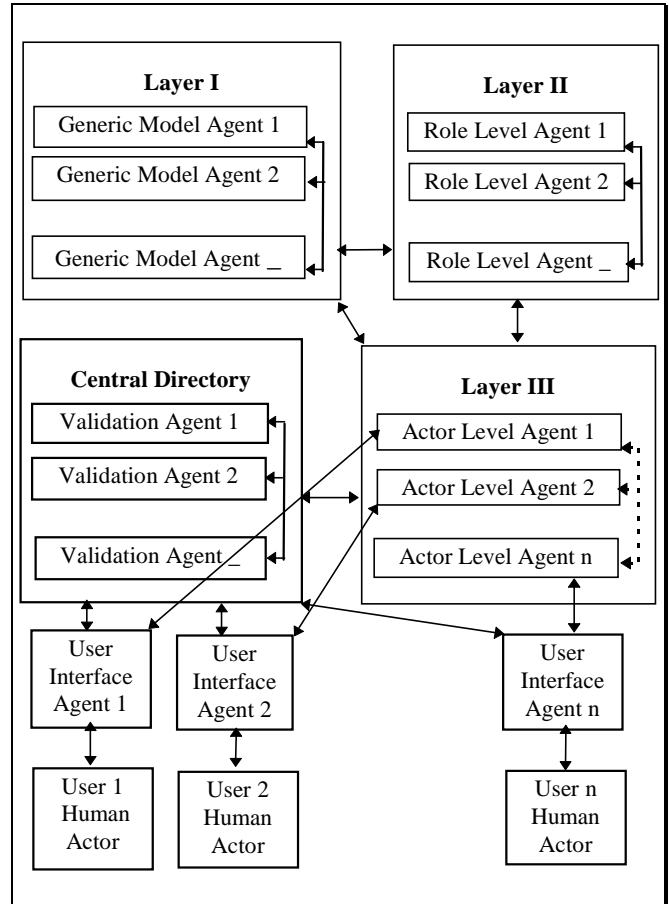 Layer I
Generic Model Agent 1
Generic Model Agent 2
Generic Model Agent _
Layer II
Role Level Agent 1
Role Level Agent 2
Role Level Agent _
Central Directory
Validation Agent 1
Validation Agent 2
Validation Agent _
Layer III
Actor Level Agent 1
Actor Level Agent 2
Actor Level Agent n
User
Interface
Agent 1
User
Interface
Agent 2
User
Interface
Agent n
User 1
Human
Actor
User 2
Human
Actor
User n
Human
Actor